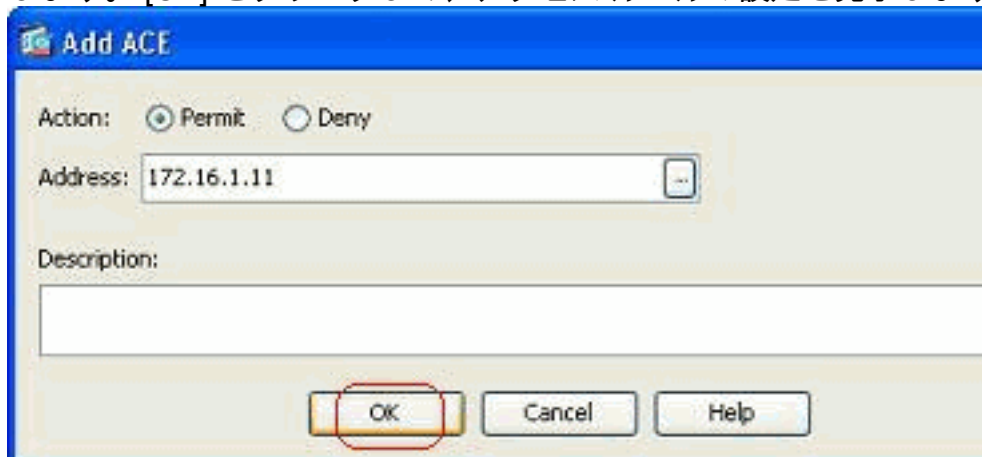 Add ACE
Action: Permit Deny
Address: 172.16.1.11 ...
Description:
OK Cancel Help